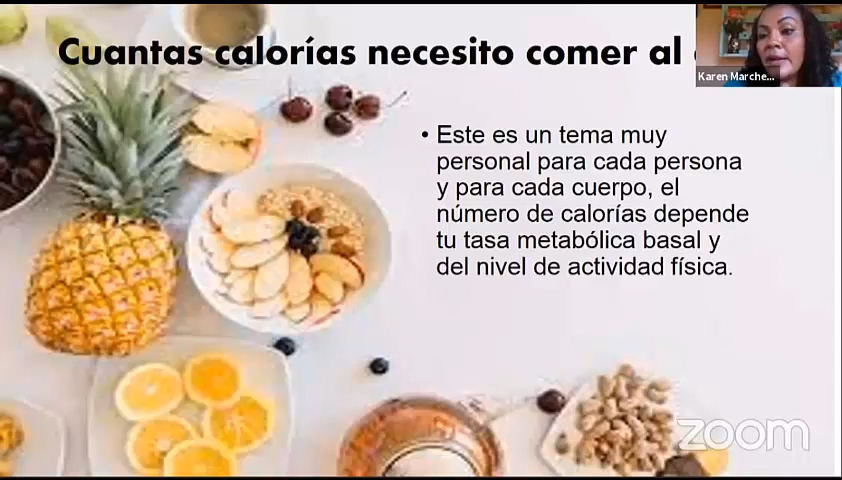 Cuantas calorías necesito comer al
Karen Marche...
• Este es un tema muy
personal para cada persona
y para cada cuerpo, el
número de calorías depende
tu tasa metabólica basal y
del nivel de actividad física.
zoom